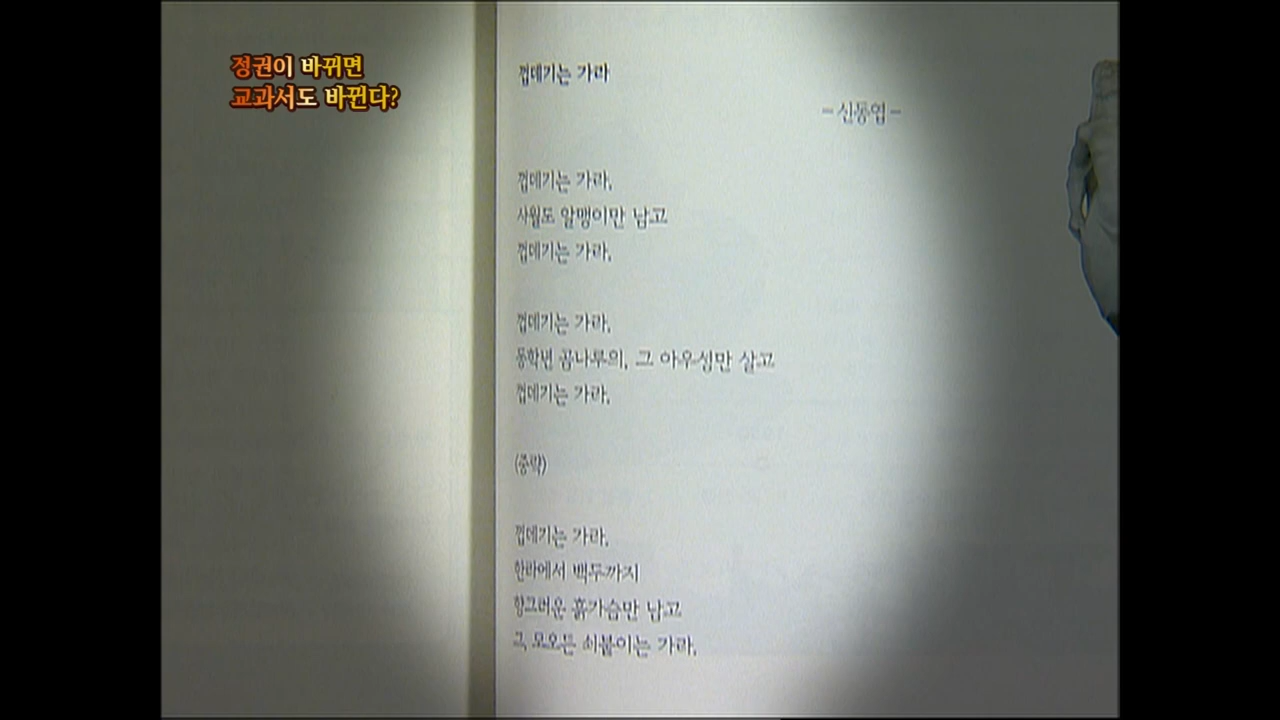 정권이 바뀌면
교과서도 바뀐다?
껍데기는 가라
- 신동엽 -
껍데기는 가라.
사월도 알맹이만 남고
껍데기는 가라.
껍데기는 가라.
동학년 곰나루의, 그 아우성만 살고
껍데기는 가라.
(중략)
껍데기는 가라.
한라에서 백두까지
향그러운 흙가슴만 남고
그, 모오든 쇠붙이는 가라.